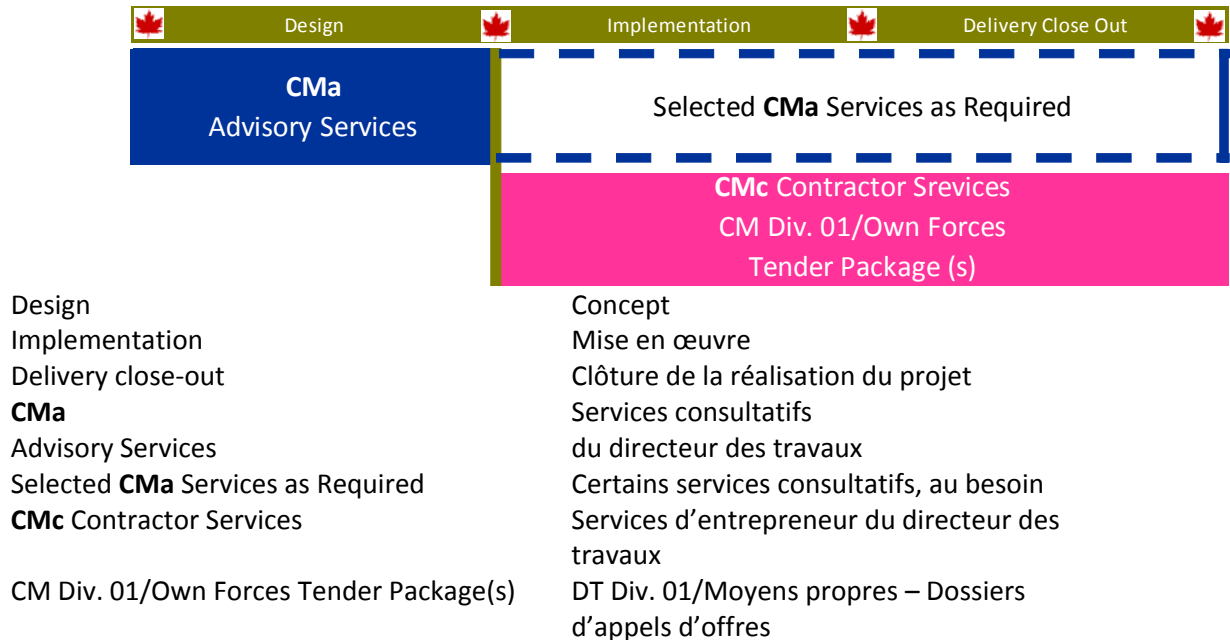 Design Implementation Delivery Close Out
CMa
Advisory Services
Selected CMa Services as Required
CMc Contractor Srevices
CM Div. 01/Own Forces
Tender Package (s)
Design Concept
Implementation Mise en œuvre
Delivery close-out Clôture de la réalisation du projet
CMa Services consultatifs
Advisory Services du directeur des travaux
Selected CMa Services as Required Certains services consultatifs, au besoin
CMc Contractor Services Services d’entrepreneur du directeur des
travaux
CM Div. 01/Own Forces Tender Package(s) DT Div. 01/Moyens propres – Dossiers
d’appels d’offres